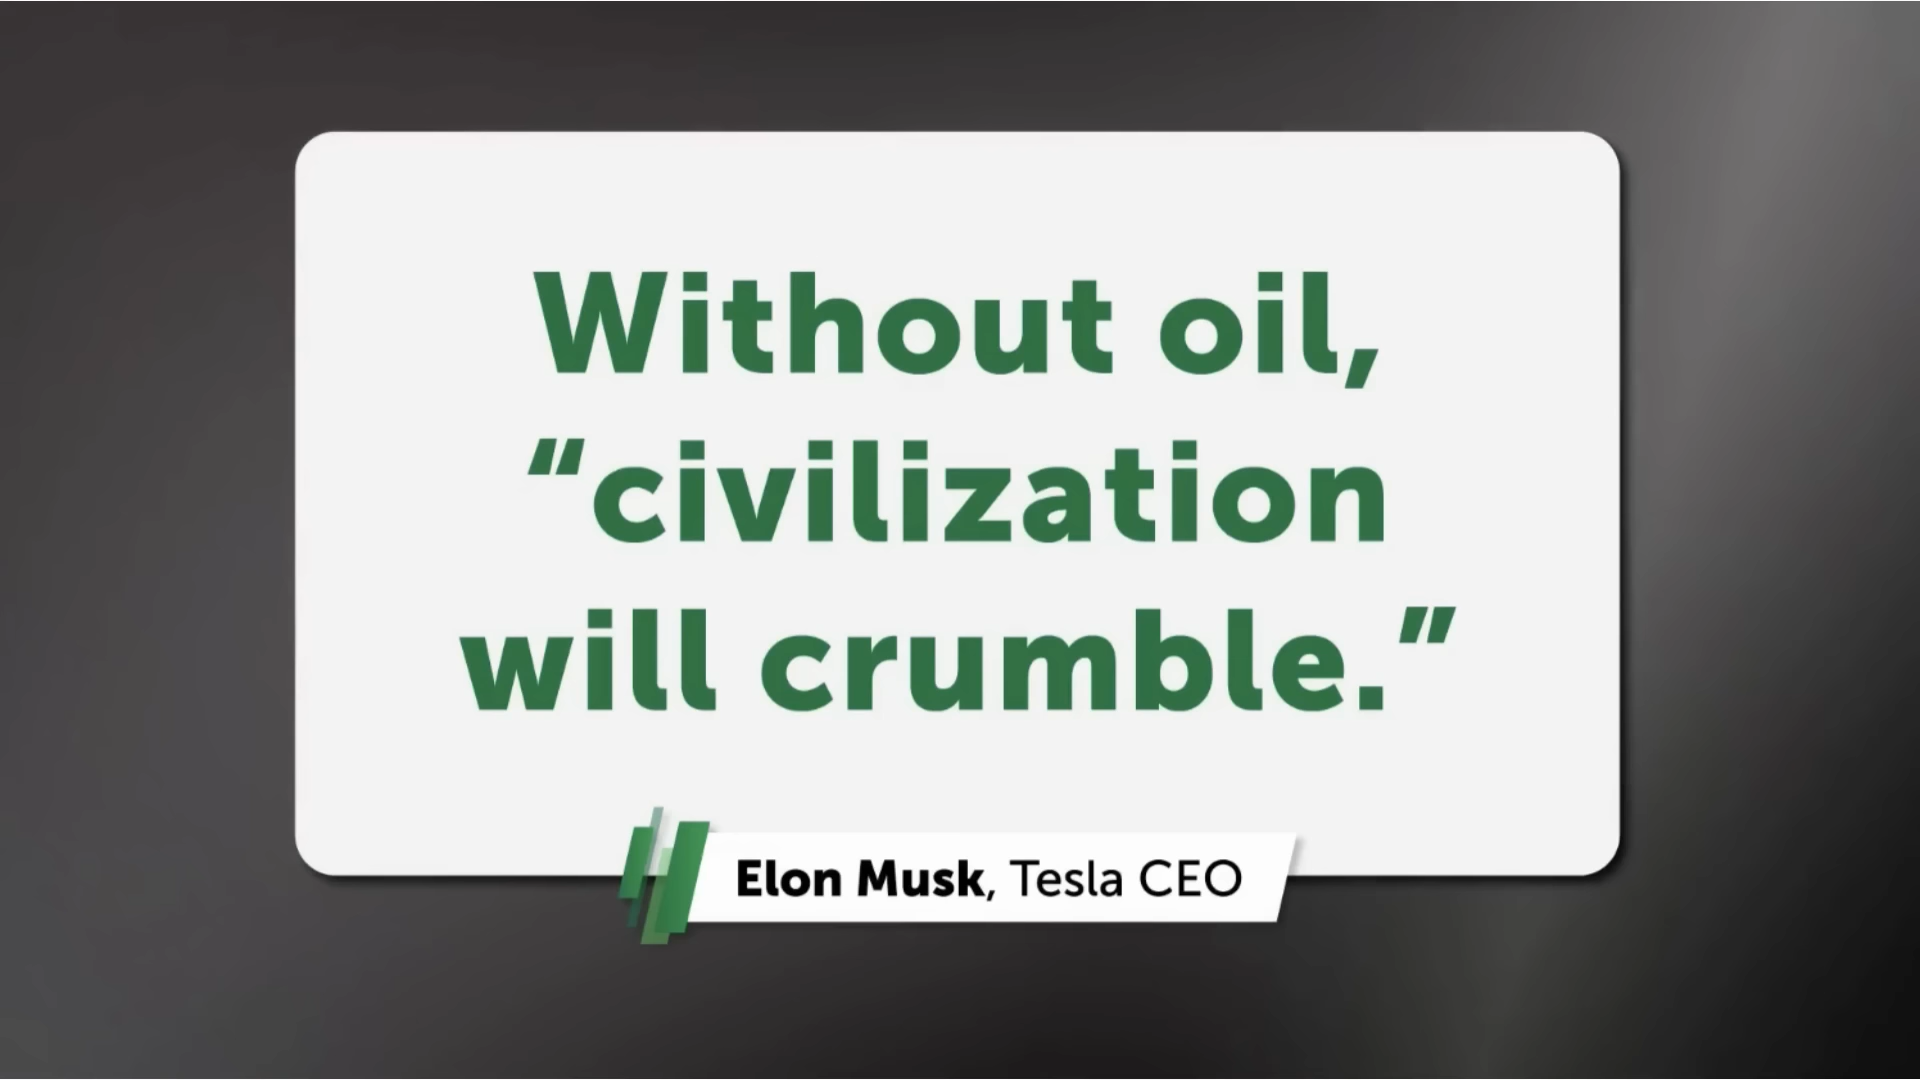 Without oil,
“civilization
will crumble.”
Elon Musk, Tesla CEO